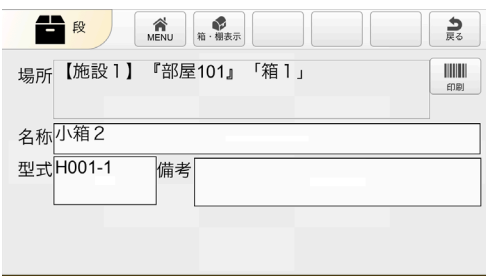 段
MENU
箱・棚表示
戻る
場所
【施設１】『部屋101』「箱１」
印刷
名称
小箱２
型式
H001-1
備考